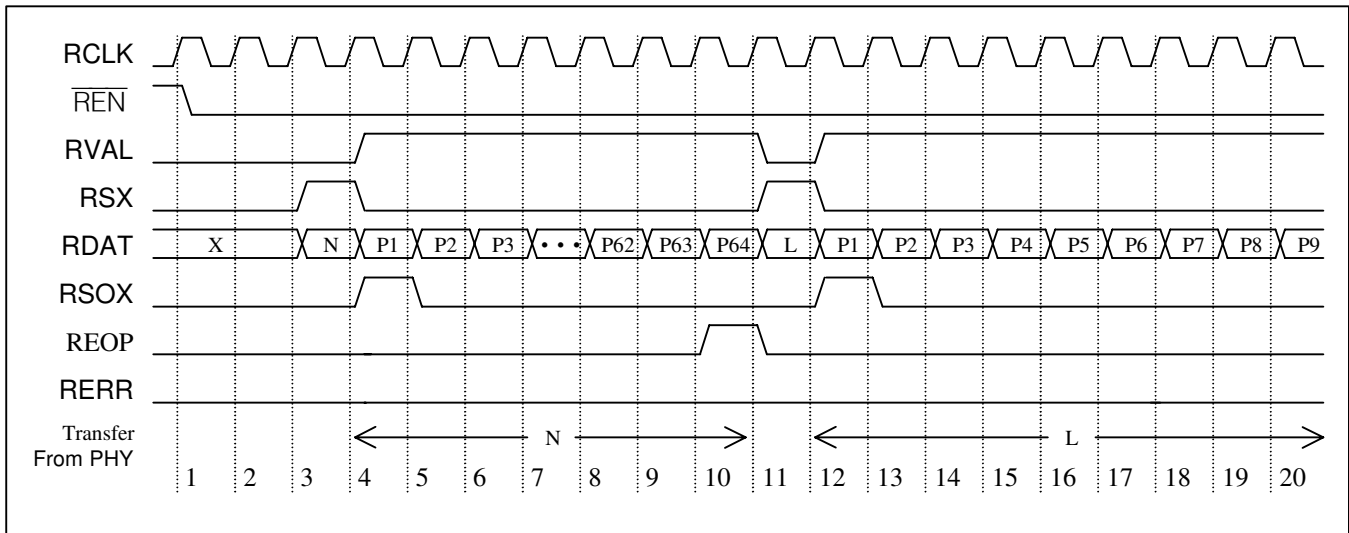 RCLK
REN
RVAL
RSX
RDAT X N P1 P2 P3 • • • P62 P63 P64 L P1 P2 P3 P4 P5 P6 P7 P8 P9
RSOX
REOP
RERR
Transfer
From PHY
N L
1 2 3 4 5 6 7 8 9 10 11 12 13 14 15 16 17 18 19 20